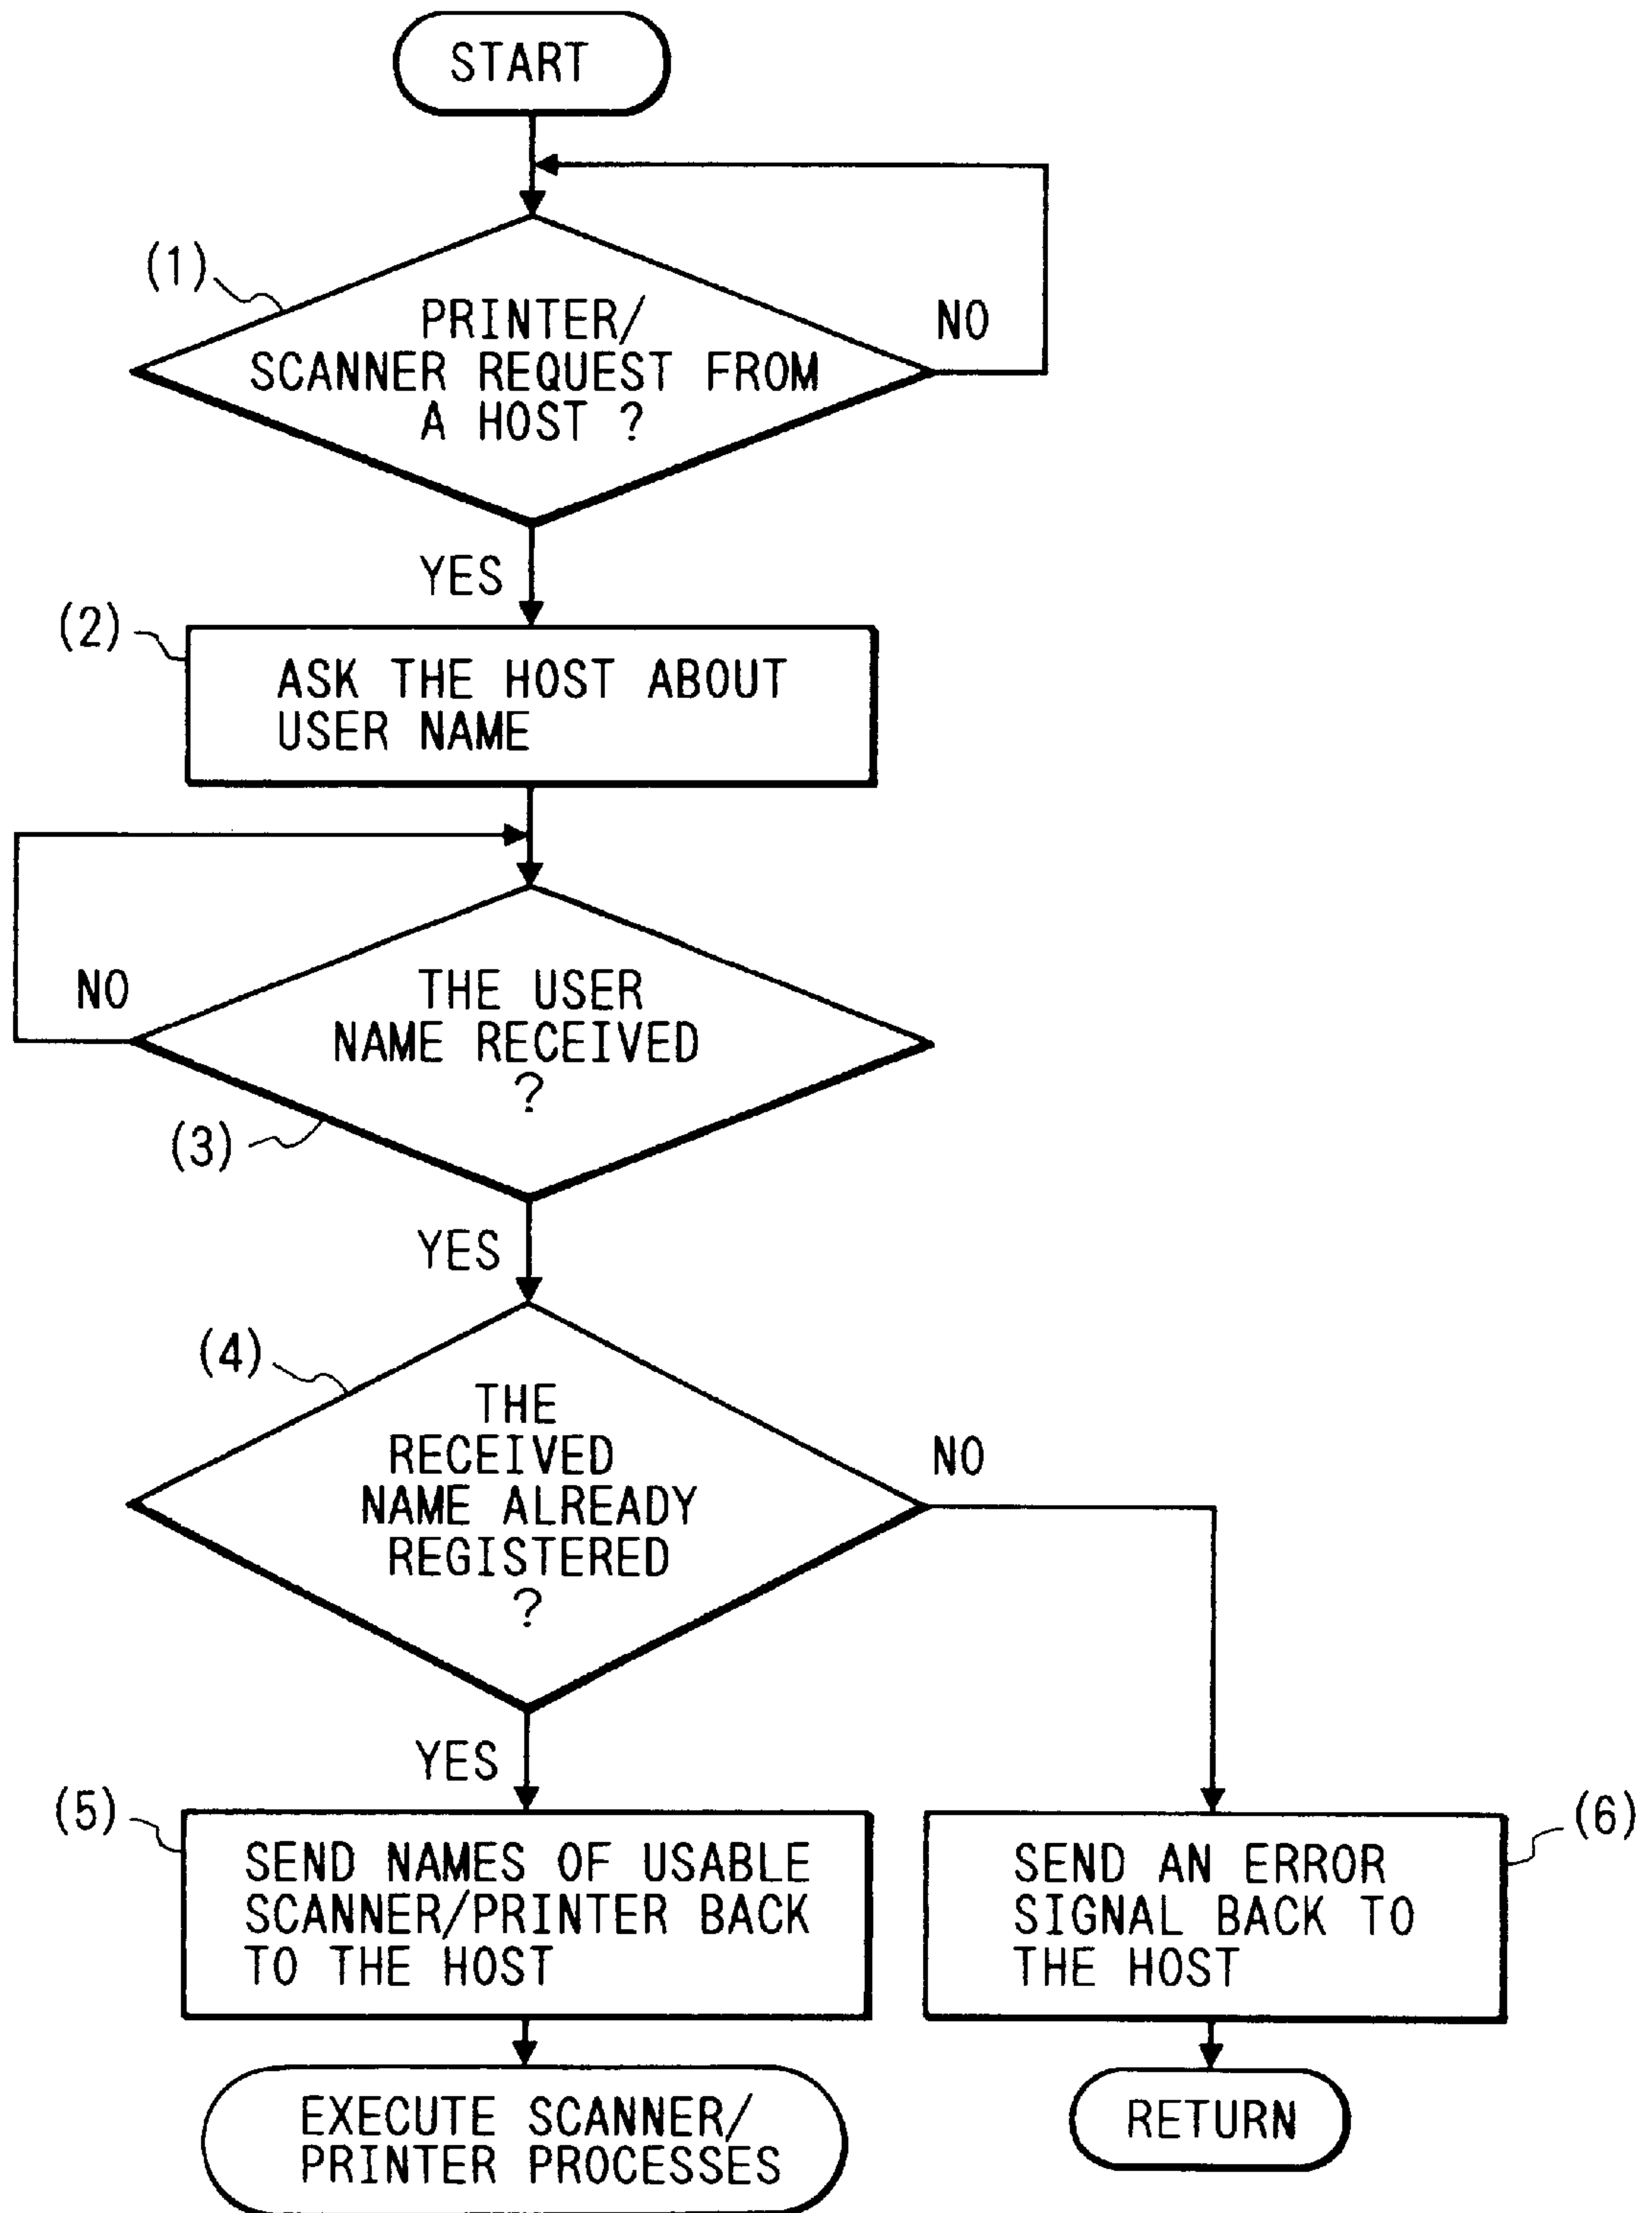 START
(1)
PRINTER/
SCANNER REQUEST FROM
A HOST ?
NO
YES
(2)
ASK THE HOST ABOUT
USER NAME
NO
THE USER
NAME RECEIVED
?
(3)
YES
(4)
THE
RECEIVED
NAME ALREADY
REGISTERED
?
NO
YES
(5)
SEND NAMES OF USABLE
SCANNER/PRINTER BACK
TO THE HOST
(6)
SEND AN ERROR
SIGNAL BACK TO
THE HOST
EXECUTE SCANNER/
PRINTER PROCESSES
RETURN